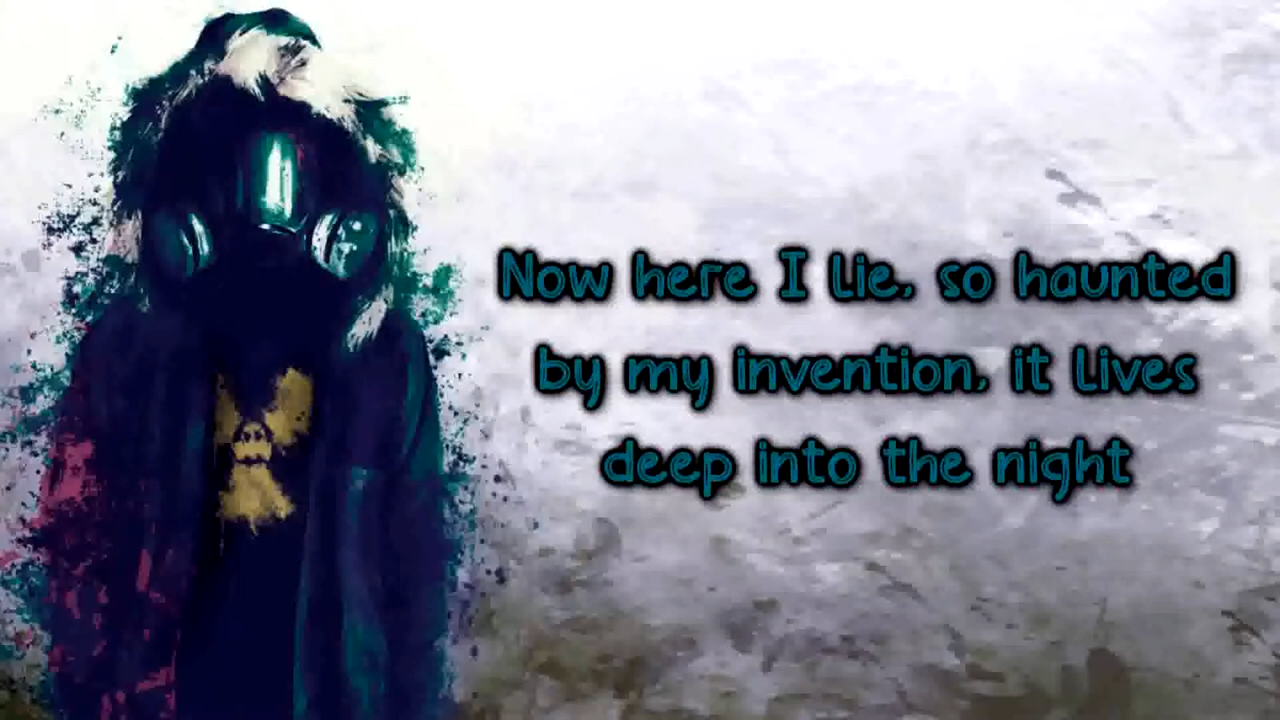 Now here I lie, so haunted
by my invention, it lives
deep into the night